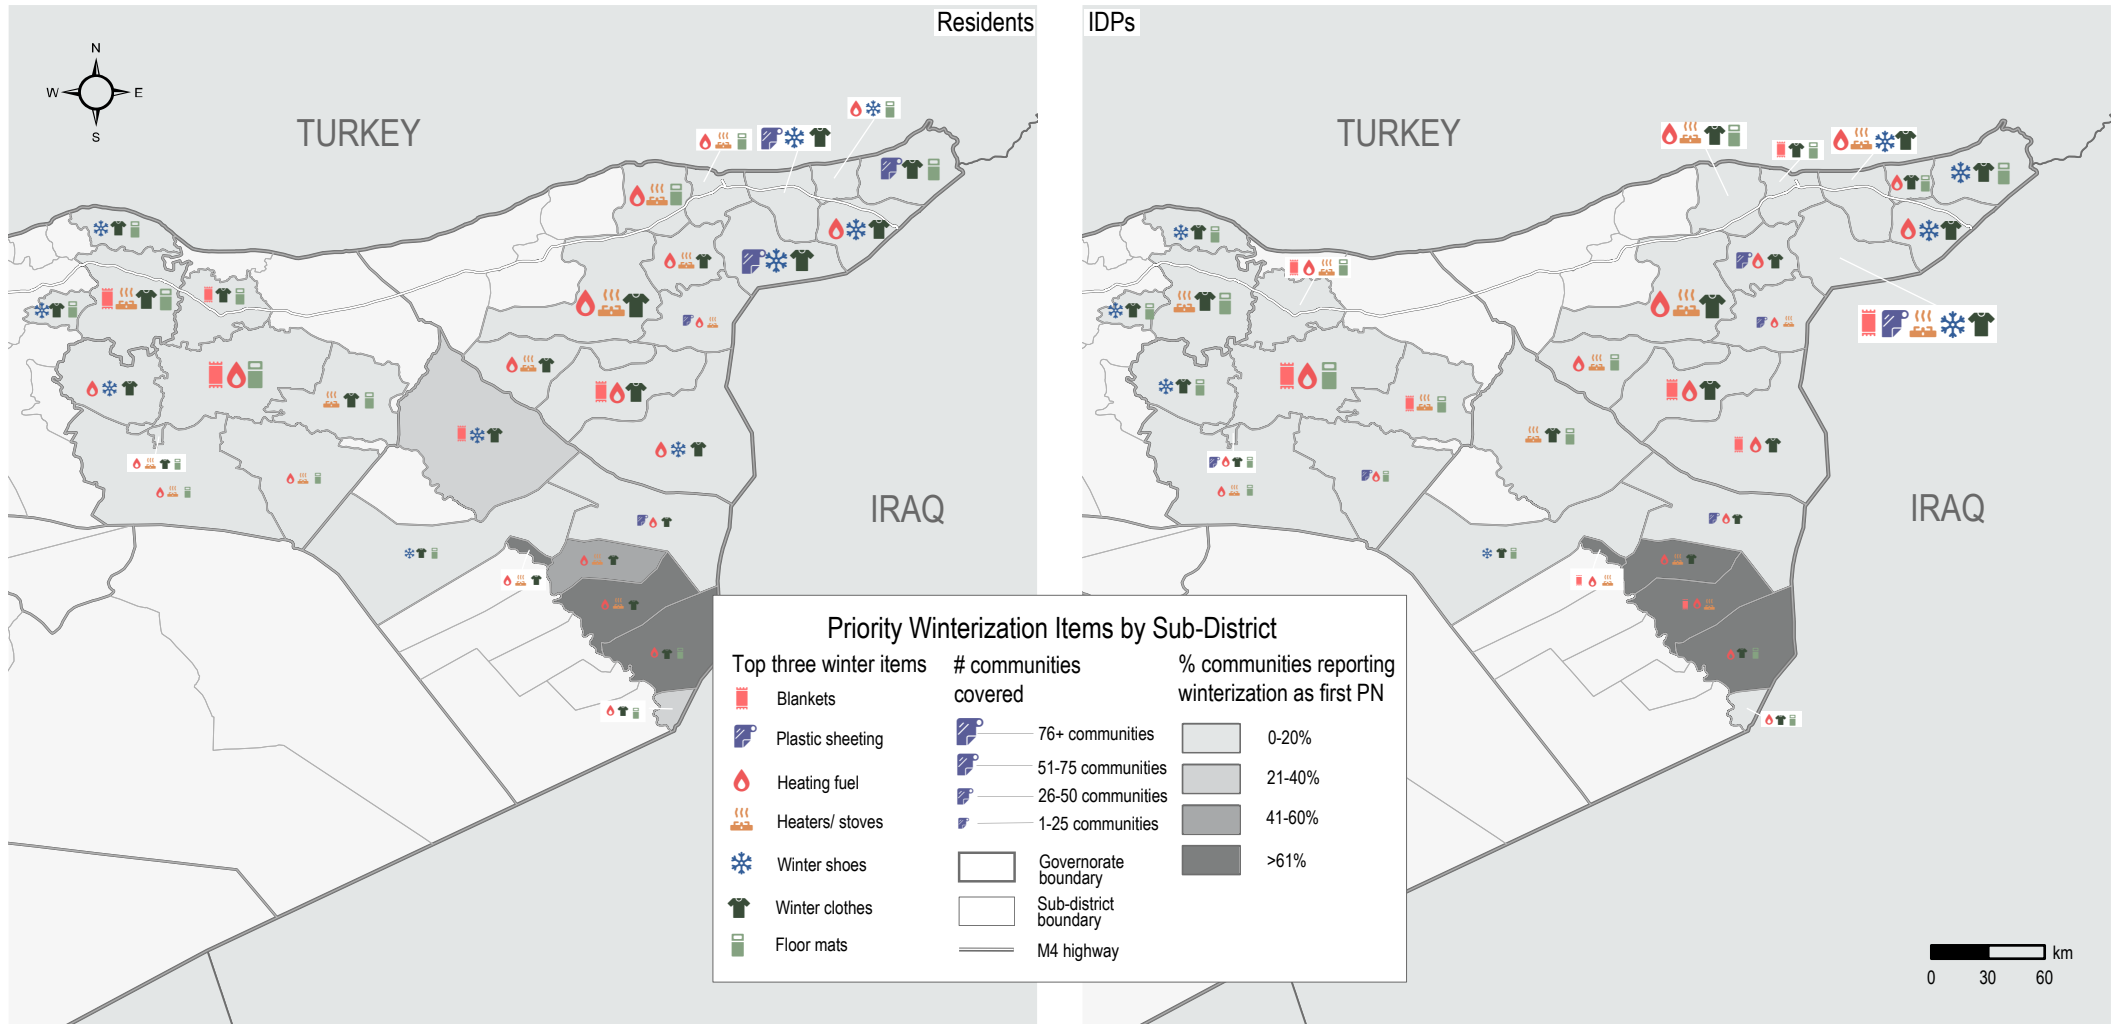 Residents
IDPs
N
W
E
S
TURKEY
TURKEY
IRAQ
IRAQ
Priority Winterization Items by Sub-District
Top three winter items
Blankets
Plastic sheeting
Heating fuel
Heaters/ stoves
Winter shoes
Winter clothes
Floor mats
# communities
covered
76+ communities
51-75 communities
26-50 communities
1-25 communities
Governorate
boundary
Sub-district
boundary
M4 highway
% communities reporting
winterization as first PN
0-20%
21-40%
41-60%
>61%
km
0 30 60